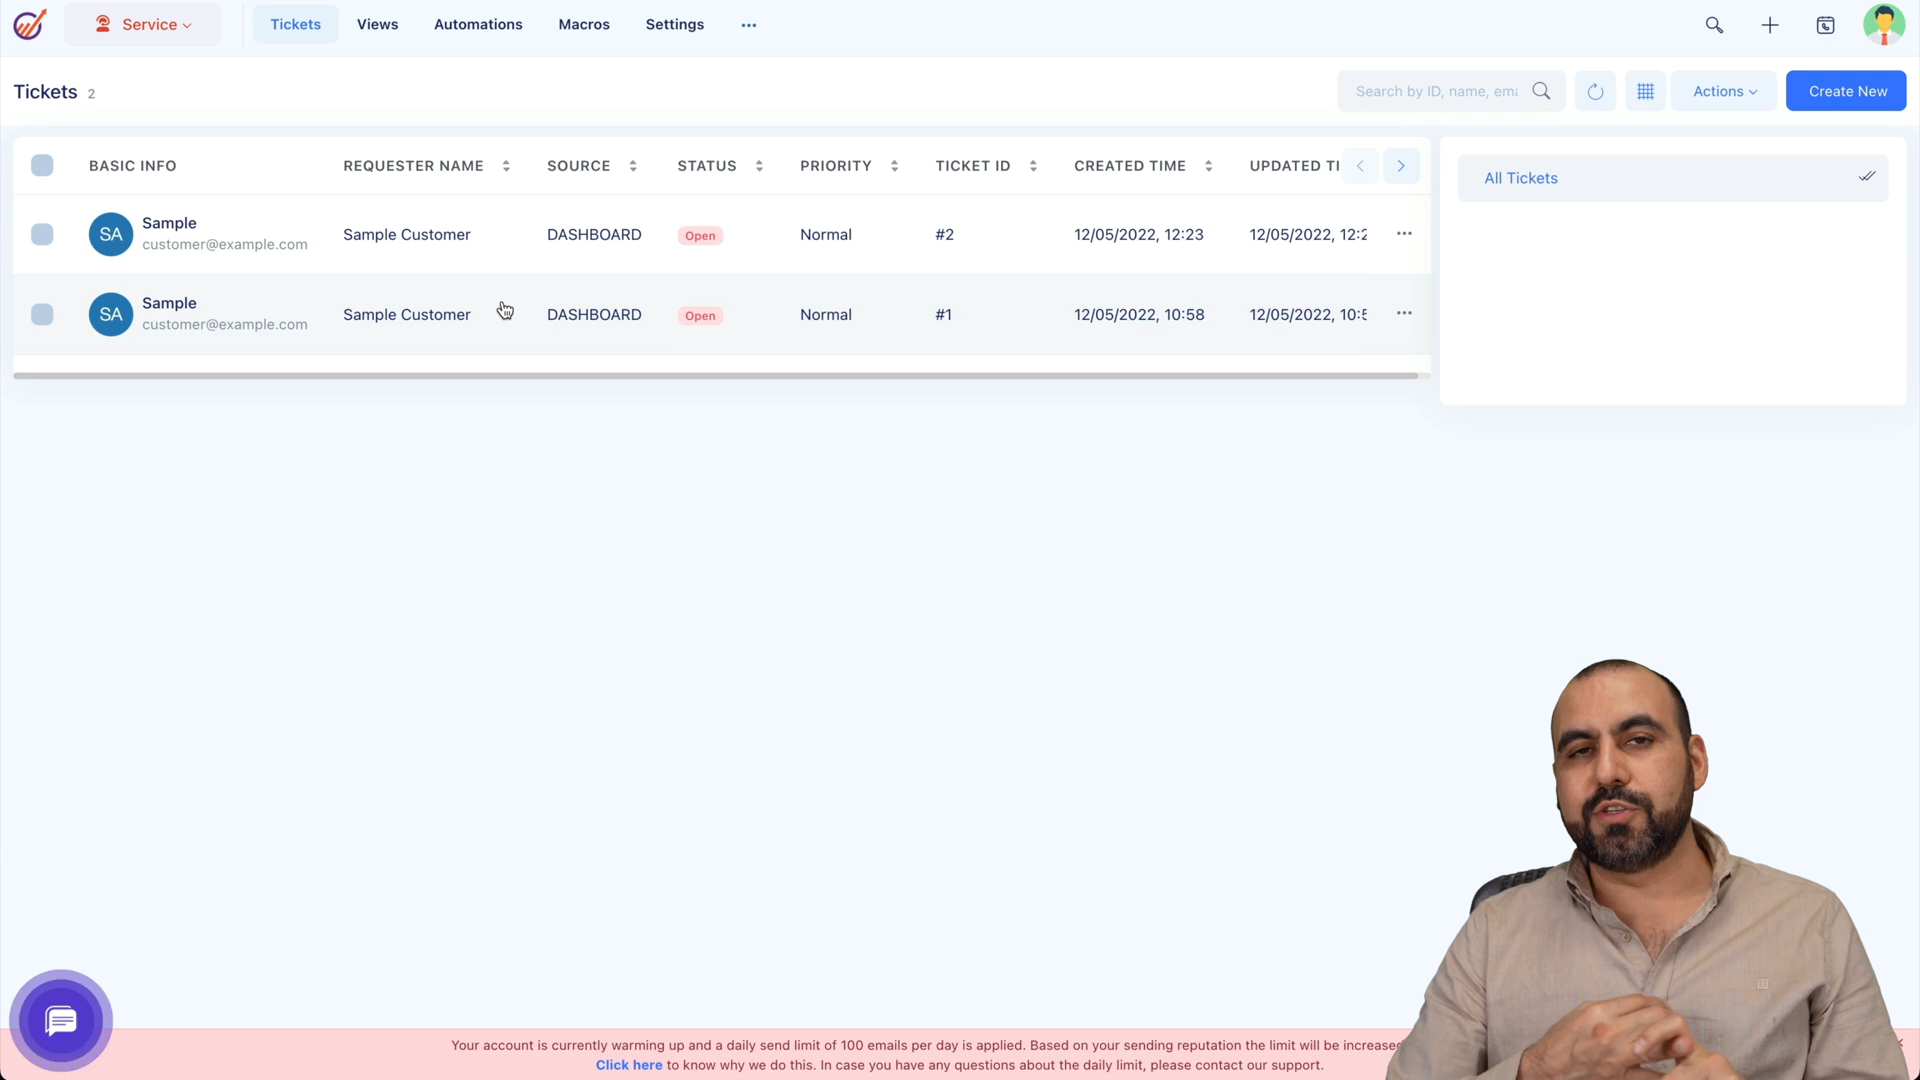 Service
Tickets
Views
Automations
Macros
Settings
Tickets 2
Search by ID, name, ema
Actions
Create New
BASIC INFO
REQUESTER NAME
SOURCE
STATUS
PRIORITY
TICKET ID
CREATED TIME
UPDATED TI
SA
Sample
customer@example.com
Sample Customer
DASHBOARD
Open
Normal
#2
12/05/2022, 12:23
12/05/2022, 12:2
SA
Sample
customer@example.com
Sample Customer
DASHBOARD
Open
Normal
#1
12/05/2022, 10:58
12/05/2022, 10:5
All Tickets
Your account is currently warming up and a daily send limit of 100 emails per day is applied. Based on your sending reputation the limit will be increased
Click here to know why we do this. In case you have any questions about the daily limit, please contact our support.